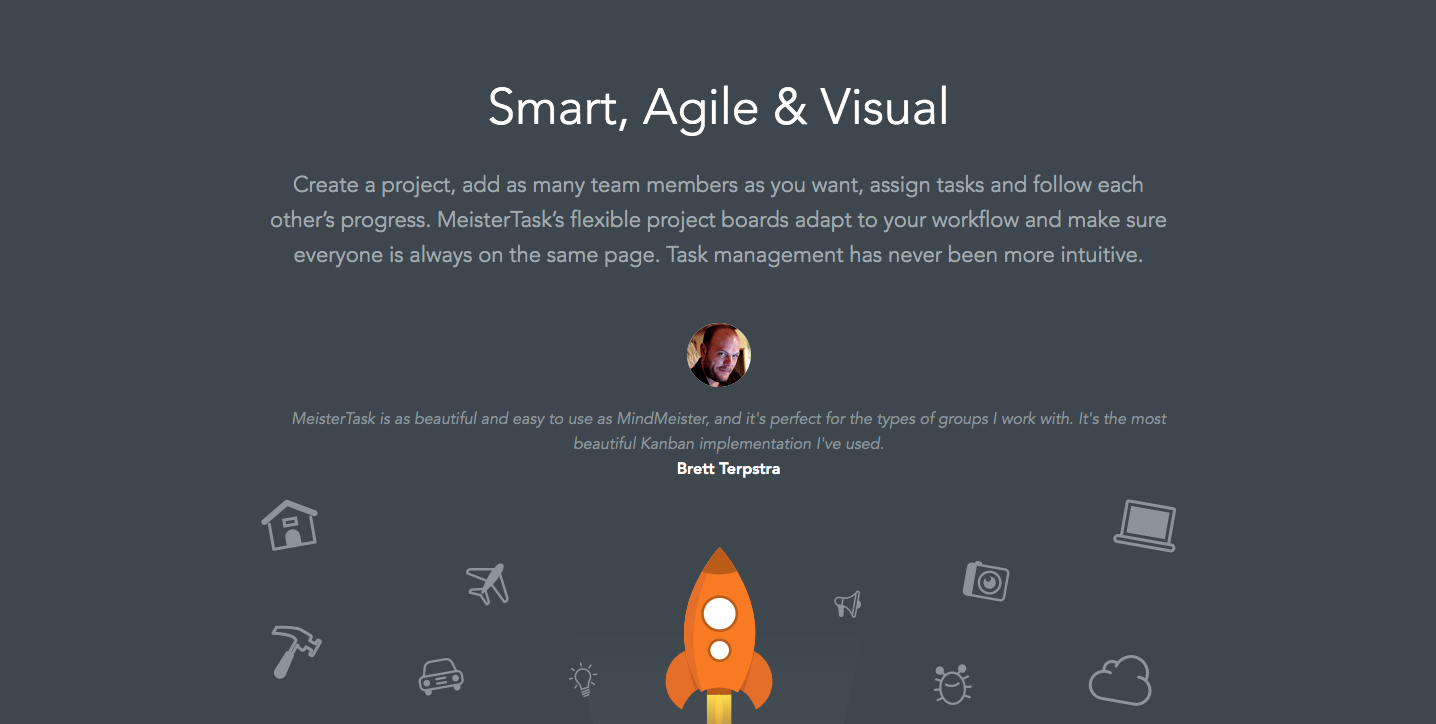 Smart, Agile & Visual
Create a project, add as many team members as you want, assign tasks and follow each
other’s progress. MeisterTask’s flexible project boards adapt to your workflow and make sure
everyone is always on the same page. Task management has never been more intuitive.
MeisterTask is as beautiful and easy to use as MindMeister, and it's perfect for the types of groups I work with. It's the most
beautiful Kanban implementation I've used.
Brett Terpstra